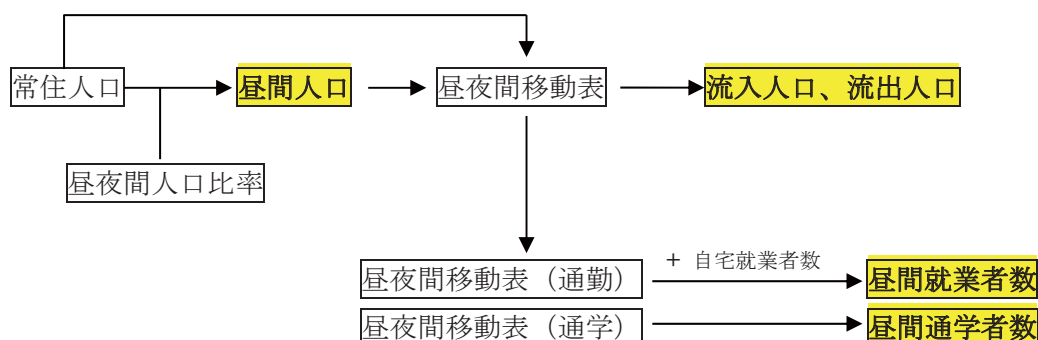 常住人口
昼間人口
昼夜間移動表
流入人口、流出人口
昼夜間人口比率
昼夜間移動表（通勤）
+ 自宅就業者数
昼間就業者数
昼夜間移動表（通学）
昼間通学者数